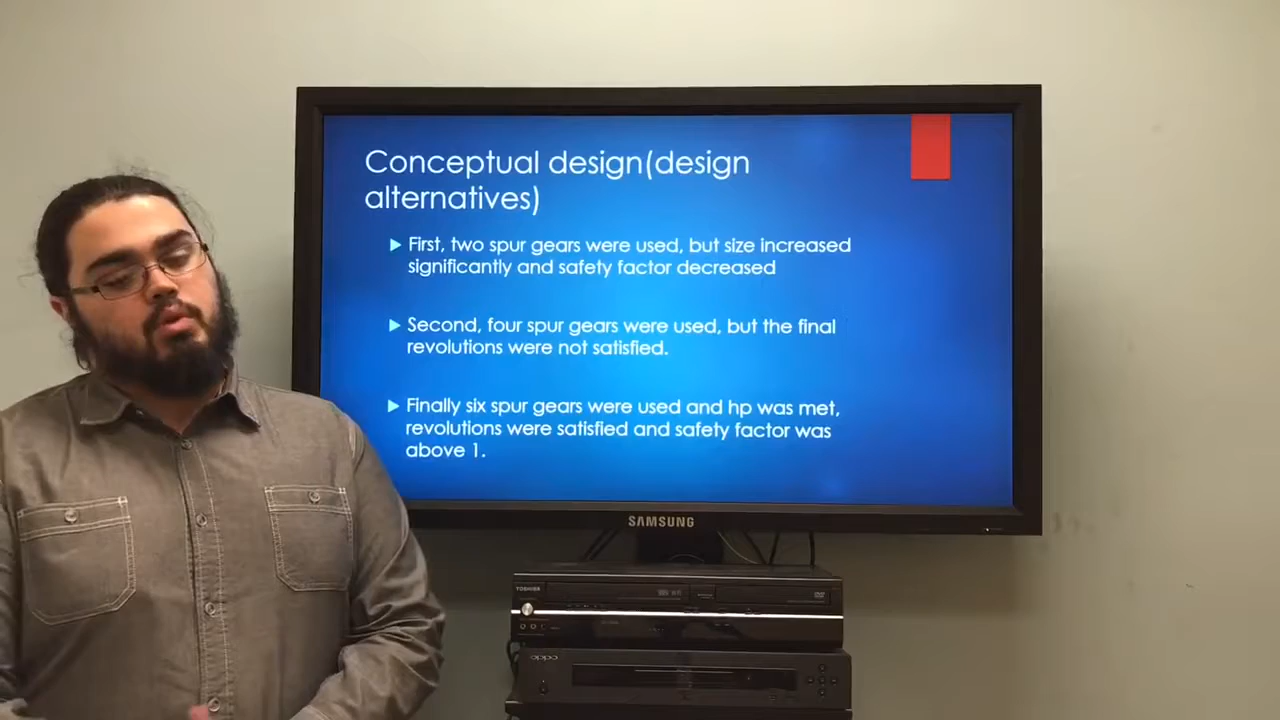 Conceptual design(design
alternatives)
First, two spur gears were used, but size increased
significantly and safety factor decreased
Second, four spur gears were used, but the final
revolutions were not satisfied.
Finally six spur gears were used and hp was met,
revolutions were satisfied and safety factor was
above 1.
SAMSUNG
TOSHIBA
oppo